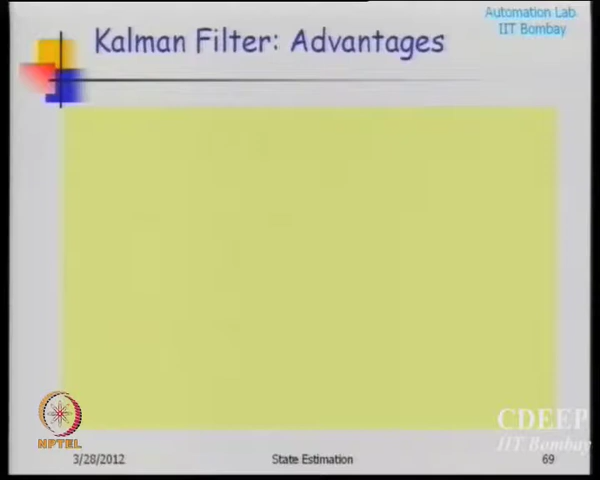 Automation Lab
IIT Bombay
Kalman Filter: Advantages
NPTEL
CDEEP
IIT Bombay
3/28/2012
State Estimation
69